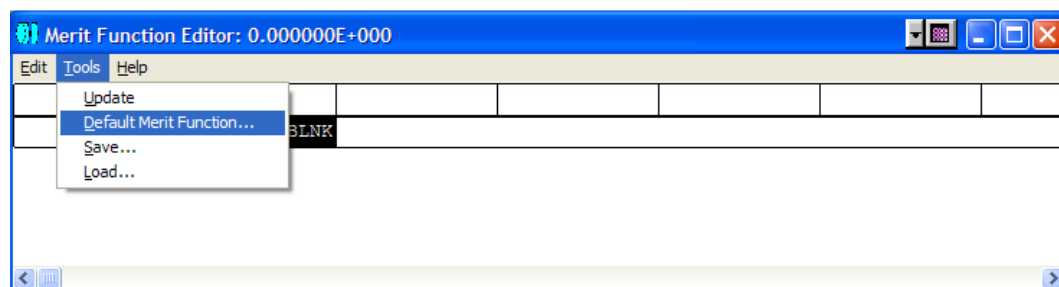 Merit Function Editor: 0.000000E+000
Edit Tools Help
Update
Default Merit Function...
BLNK
Save...
Load...